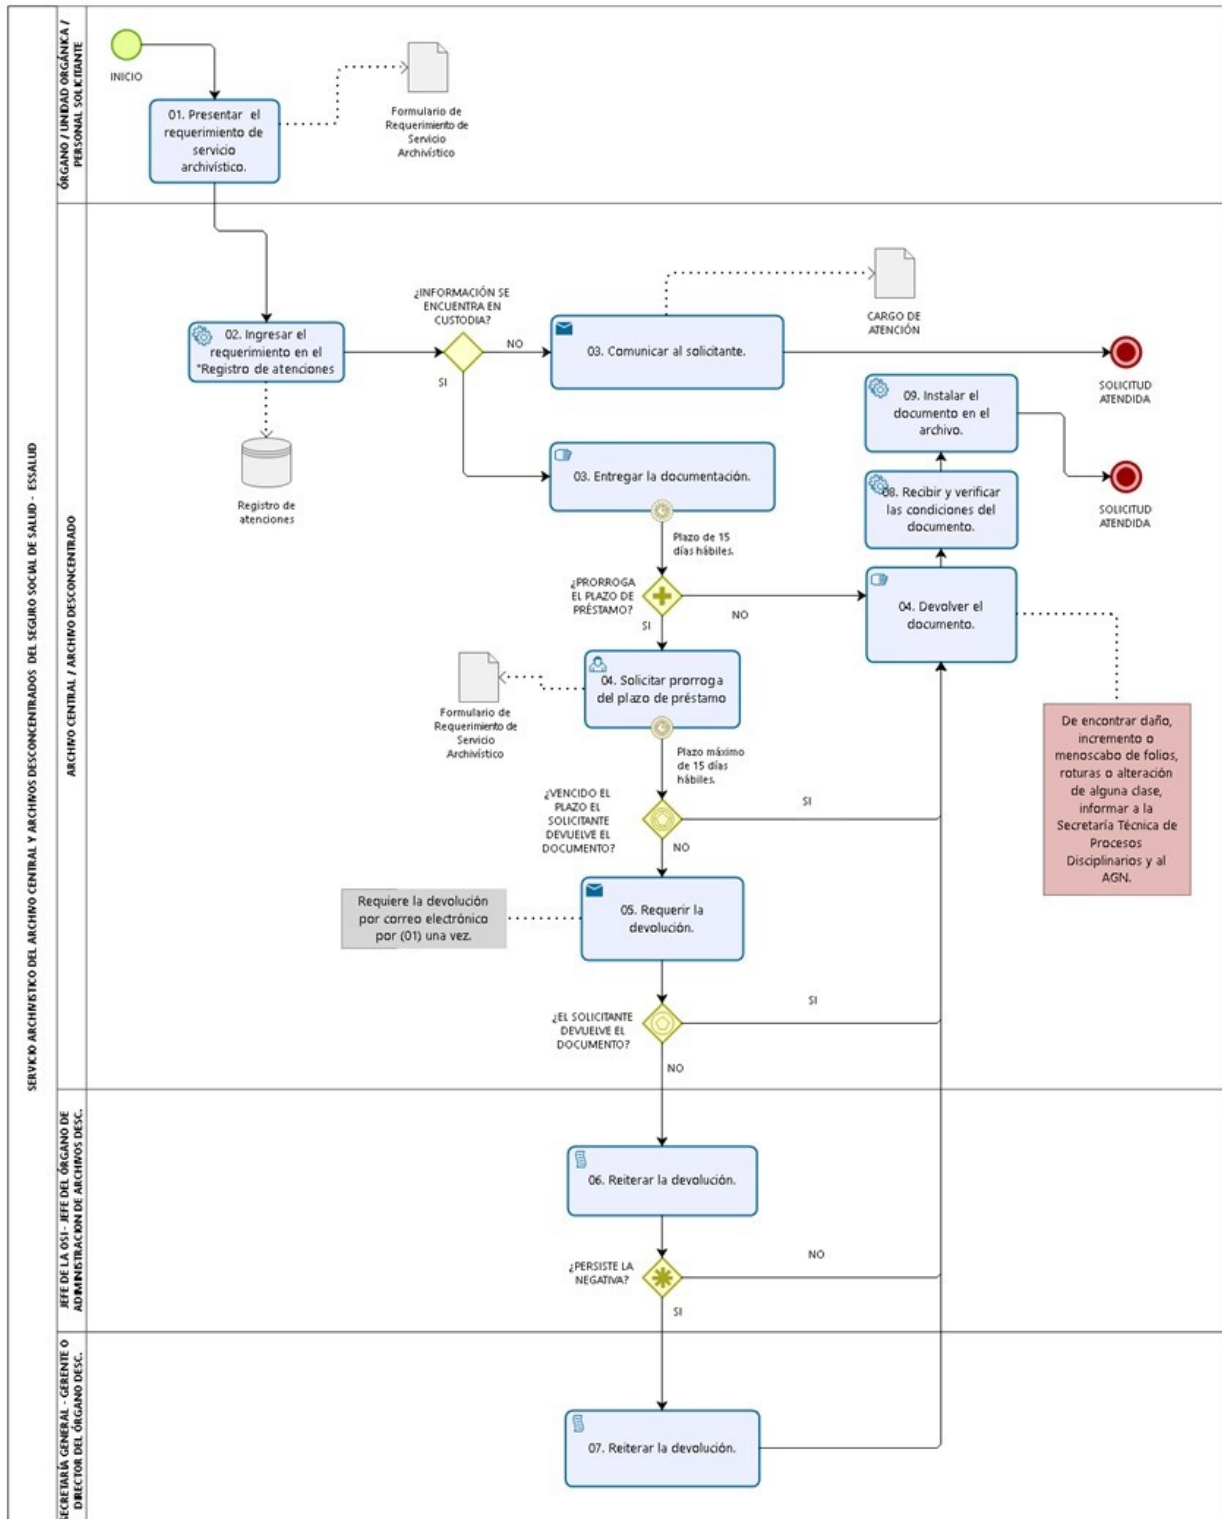 SERVICIO ARCHIVISTICO DEL ARCHIVO CENTRAL Y ARCHIVOS DESCONCENTRADOS DEL SEGURO SOCIAL DE SALUD - ESSALUD
ÓRGANO / UNIDAD ORGÁNICA /
PERSONAL SOLICITANTE
INICIO
01. Presentar el
requerimiento de
servicio
archivístico.
Formulario de
Requerimiento de
Servicio
Archivístico
ARCHIVO CENTRAL / ARCHIVO DESCONCENTRADO
02. Ingresar el
requerimiento en el
"Registro de atenciones
Registro de
atenciones
¿INFORMACIÓN SE
ENCUENTRA EN
CUSTODIA?
NO
SI
03. Comunicar al solicitante.
CARGO DE
ATENCIÓN
SOLICITUD
ATENDIDA
09. Instalar el
documento en el
archivo.
SOLICITUD
ATENDIDA
03. Entregar la documentación.
08. Recibir y verificar
las condiciones del
documento.
Plazo de 15
días hábiles.
¿PRORROGA
EL PLAZO DE
PRÉSTAMO?
NO
SI
04. Devolver el
documento.
04. Solicitar prorroga
del plazo de préstamo
Formulario de
Requerimiento de
Servicio
Archivístico
Plazo máximo
de 15 días
hábiles.
De encontrar daño,
incremento o
menoscabo de folios,
roturas o alteración
de alguna clase,
informar a la
Secretaría Técnica de
Procesos
Disciplinarios y al
AGN.
¿VENCIDO EL
PLAZO EL
SOLICITANTE
DEVUELVE EL
DOCUMENTO?
SI
NO
05. Requerir la
devolución.
Requiere la devolución
por correo electrónico
por (01) una vez.
¿EL SOLICITANTE
DEVUELVE EL
DOCUMENTO?
SI
NO
JEFE DE LA OSI - JEFE DEL ÓRGANO DE
ADMINISTRACION DE ARCHIVOS DESC.
06. Reiterar la devolución.
¿PERSISTE LA
NEGATIVA?
NO
SI
SECRETARÍA GENERAL - GERENTE O
DIRECTOR DEL ÓRGANO DESC.
07. Reiterar la devolución.